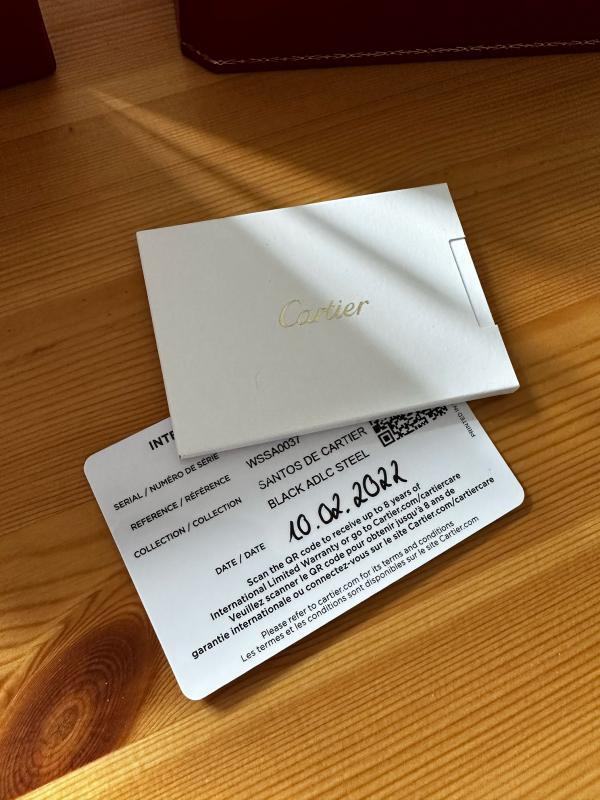 Cartier
INTE
SERIAL / NUMÉRO DE SÉRIE
WSSA0037
REFERENCE / RÉFÉRENCE
SANTOS DE CARTIER
COLLECTION / COLLECTION
BLACK ADLC STEEL
DATE / DATE
10.02.2022
PRINTED IN
Scan the QR code to receive up to 8 years of
International Limited Warranty or go to Cartier.com/cartiercare
Veuillez scanner le QR code pour obtenir jusqu'à 8 ans de
garantie internationale ou connectez-vous sur le site Cartier.com/cartiercare
Please refer to cartier.com for its terms and conditions
Les termes et les conditions sont disponibles sur le site Cartier.com